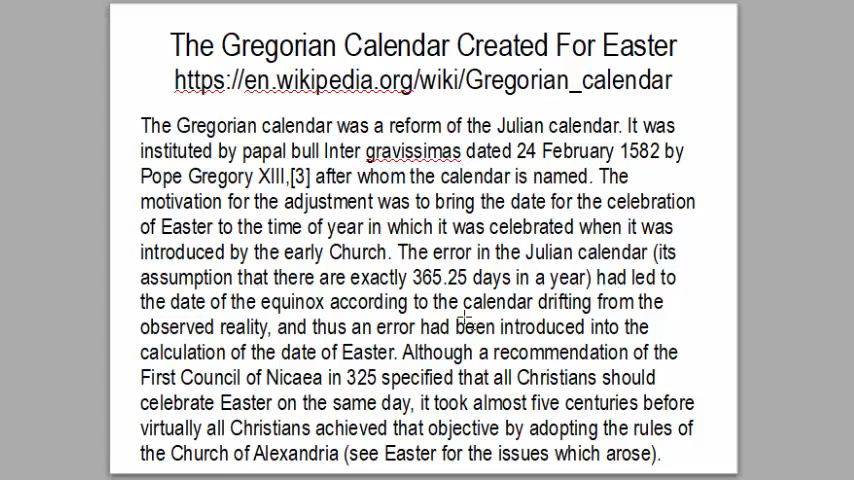 The Gregorian Calendar Created For Easter
https://en.wikipedia.org/wiki/Gregorian_calendar
The Gregorian calendar was a reform of the Julian calendar. It was
instituted by papal bull Inter gravissimas dated 24 February 1582 by
Pope Gregory XIII,[3] after whom the calendar is named. The
motivation for the adjustment was to bring the date for the celebration
of Easter to the time of year in which it was celebrated when it was
introduced by the early Church. The error in the Julian calendar (its
assumption that there are exactly 365.25 days in a year) had led to
the date of the equinox according to the calendar drifting from the
observed reality, and thus an error had been introduced into the
calculation of the date of Easter. Although a recommendation of the
First Council of Nicaea in 325 specified that all Christians should
celebrate Easter on the same day, it took almost five centuries before
virtually all Christians achieved that objective by adopting the rules of
the Church of Alexandria (see Easter for the issues which arose).